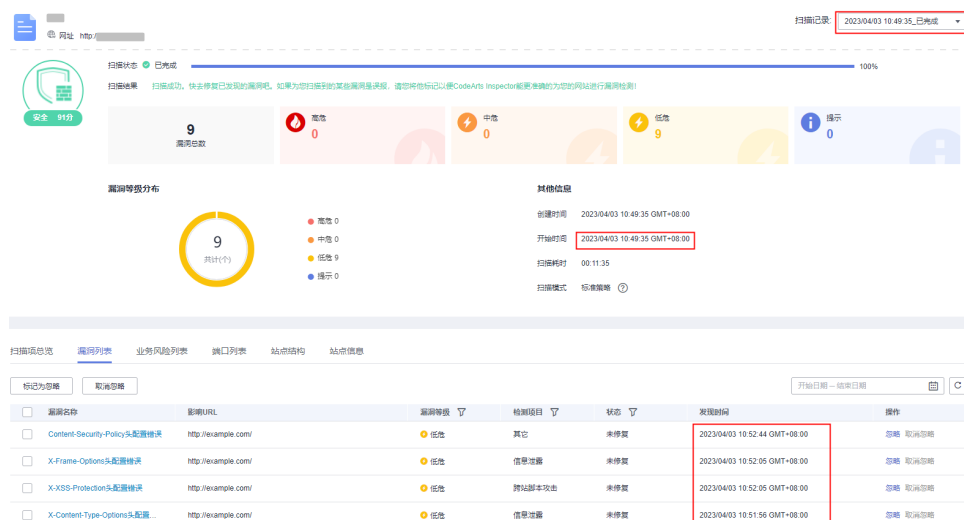 扫描记录: 2023/04/03 10:49:35_已完成
网址 http:/
扫描状态 已完成 100%
扫描结果 扫描成功，快去修复已发现的漏洞吧。如果为您扫描到的某些漏洞是误报，请您将他标记以便CodeArts Inspector能更准确的为您的网站进行漏洞检测!
安全 91分
9
漏洞总数
高危
0
中危
0
低危
9
提示
0
漏洞等级分布
9
共计(个)
高危 0
中危 0
低危 9
提示 0
其他信息
创建时间 2023/04/03 10:49:35 GMT+08:00
开始时间 2023/04/03 10:49:35 GMT+08:00
扫描耗时 00:11:35
扫描模式 标准策略 ?
扫描项总览 漏洞列表 业务风险列表 端口列表 站点结构 站点信息
标记为忽略 取消忽略 开始日期 – 结束日期
漏洞名称 影响URL 漏洞等级 检测项目 状态 发现时间 操作
Content-Security-Policy头配置错误 http://example.com/ 低危 其它 未修复 2023/04/03 10:52:44 GMT+08:00 忽略 取消忽略
X-Frame-Options头配置错误 http://example.com/ 低危 信息泄露 未修复 2023/04/03 10:52:05 GMT+08:00 忽略 取消忽略
X-XSS-Protection头配置错误 http://example.com/ 低危 跨站脚本攻击 未修复 2023/04/03 10:52:05 GMT+08:00 忽略 取消忽略
X-Content-Type-Options头配置... http://example.com/ 低危 信息泄露 未修复 2023/04/03 10:51:56 GMT+08:00 忽略 取消忽略